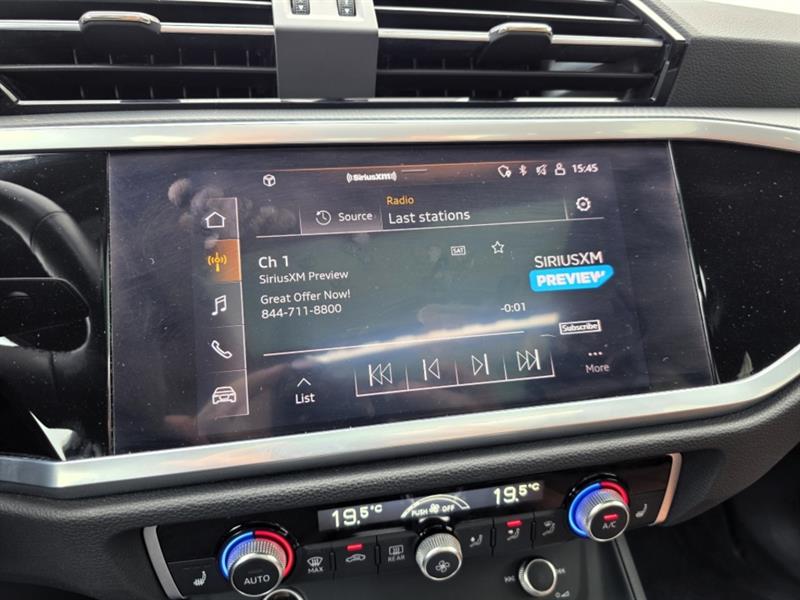 ((SiriusXM))
15:45
Radio
Source
Last stations
Ch 1
SAT
SiriusXM Preview
SIRIUSXM
PREVIEW
Great Offer Now!
844-711-8800
-0:01
Subscribe
List
More
19.5°C
PUSH OFF
19.5°C
AUTO
MAX
REAR
A/C